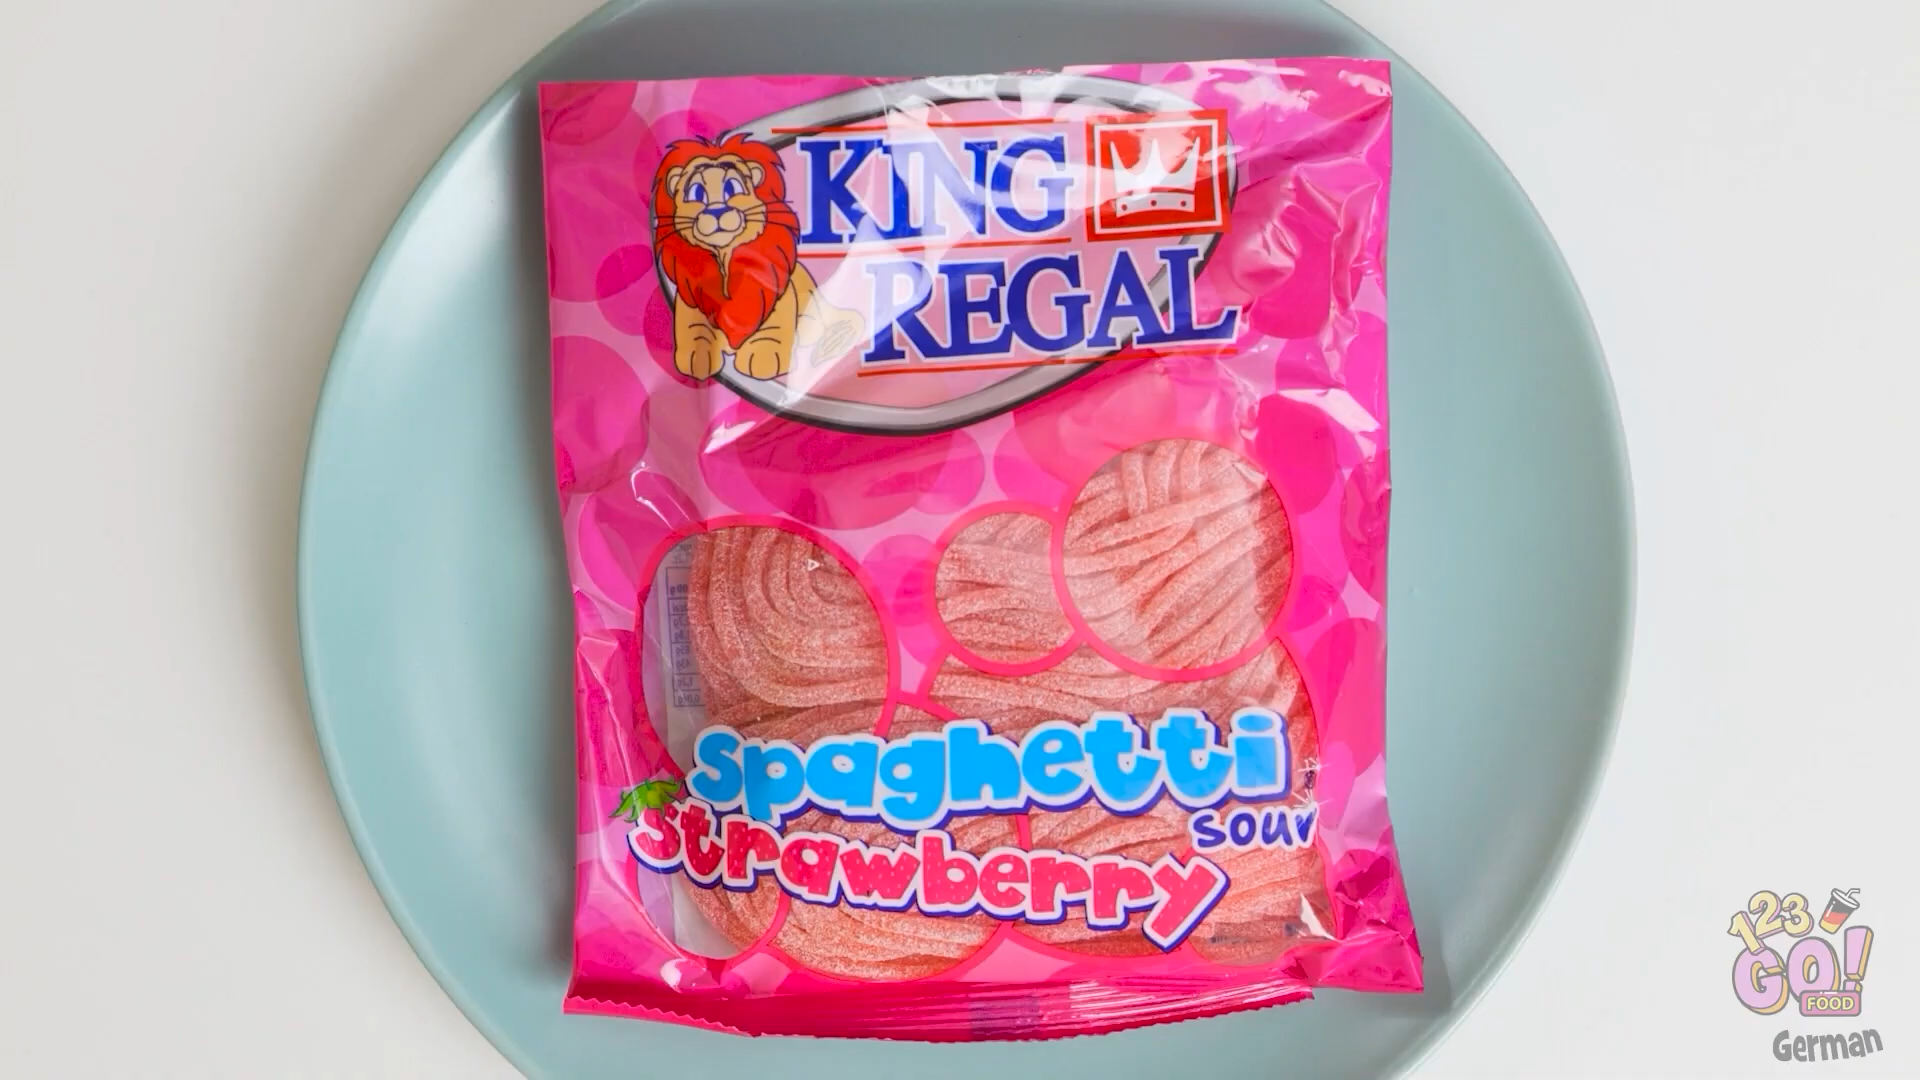 KING
REGAL
spaghetti
sour
strawberry
123
GO!
FOOD
German